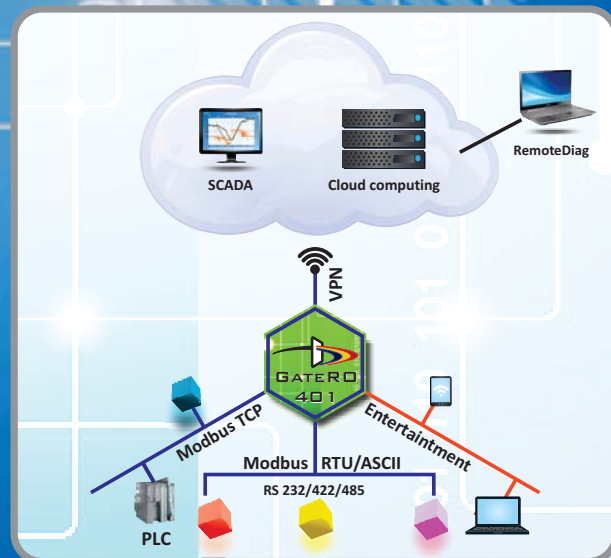 SCADA
Cloud computing
RemoteDiag
VPN
GATERO
401
Modbus TCP
Entertaintment
Modbus RTU/ASCII
RS 232/422/485
PLC